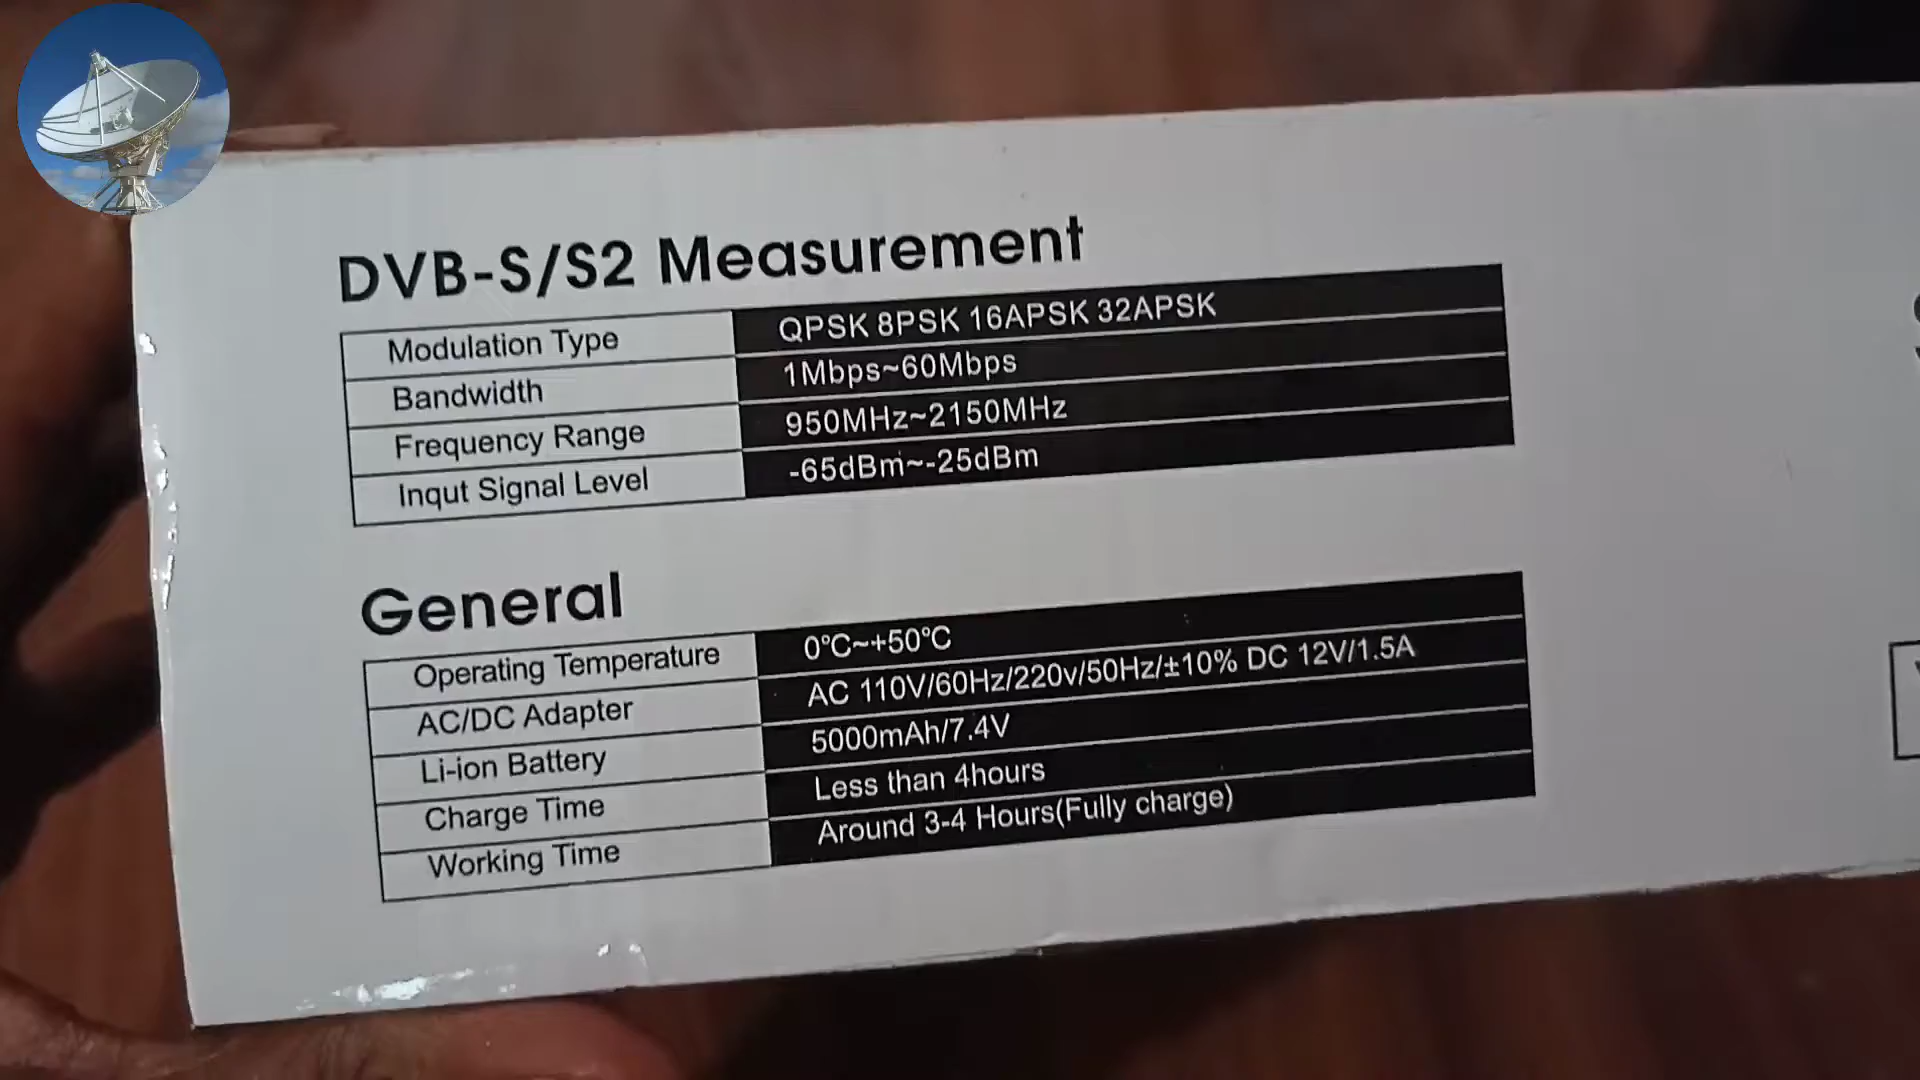 DVB-S/S2 Measurement
Modulation Type QPSK 8PSK 16APSK 32APSK
Bandwidth 1Mbps~60Mbps
Frequency Range 950MHz~2150MHz
Inqut Signal Level -65dBm~-25dBm
General
Operating Temperature 0°C~+50°C
AC/DC Adapter AC 110V/60Hz/220v/50Hz/±10% DC 12V/1.5A
Li-ion Battery 5000mAh/7.4V
Charge Time Less than 4hours
Working Time Around 3-4 Hours(Fully charge)